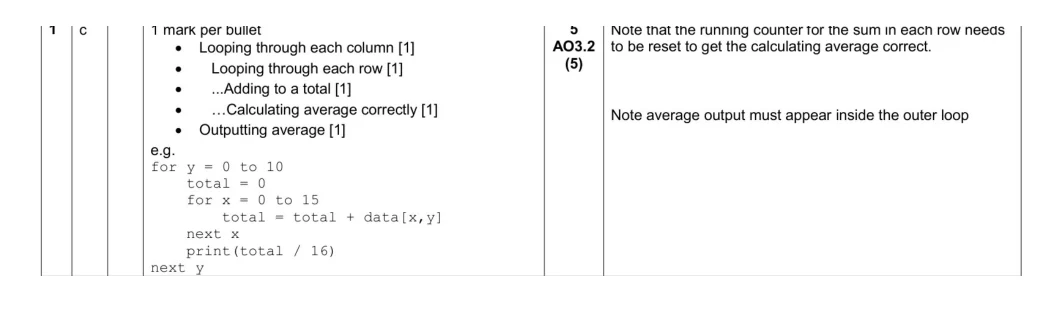 1 c 1 mark per bullet 5 Note that the running counter for the sum in each row needs
• Looping through each column [1] AO3.2 to be reset to get the calculating average correct.
• Looping through each row [1] (5)
• ...Adding to a total [1]
• …Calculating average correctly [1] Note average output must appear inside the outer loop
• Outputting average [1]
e.g.
for y = 0 to 10
total = 0
for x = 0 to 15
total = total + data[x,y]
next x
print(total / 16)
next y